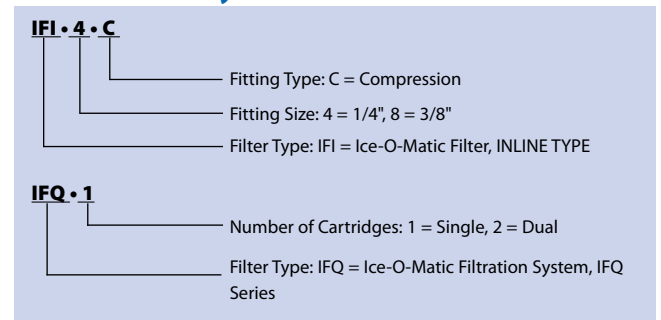 IFI • 4 • C
Fitting Type: C = Compression
Fitting Size: 4 = 1/4", 8 = 3/8"
Filter Type: IFI = Ice-O-Matic Filter, INLINE TYPE
IFQ • 1
Number of Cartridges: 1 = Single, 2 = Dual
Filter Type: IFQ = Ice-O-Matic Filtration System, IFQ
Series